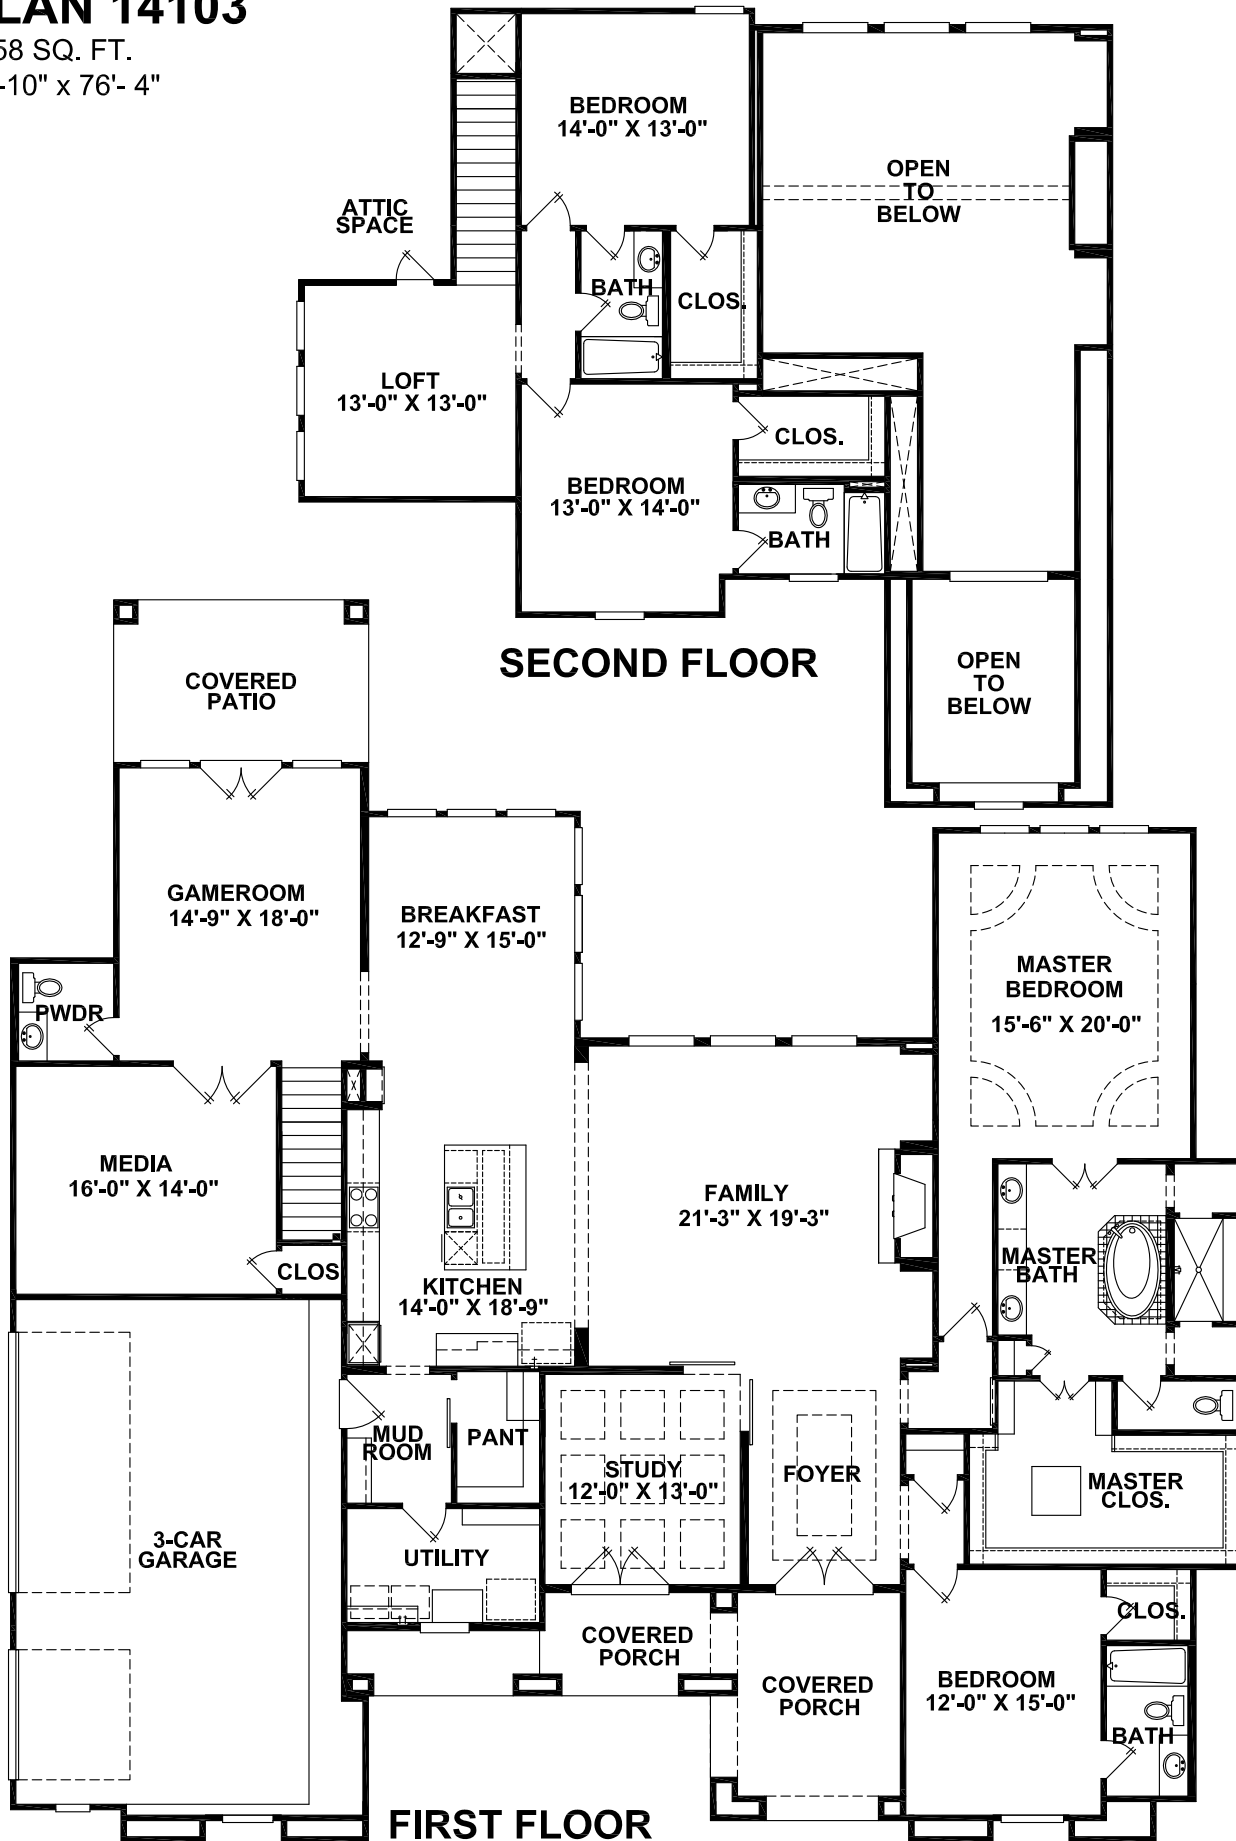 LAN 14103
58 SQ. FT.
-10" x 76'- 4"
BEDROOM
14'-0" X 13'-0"
OPEN
TO
BELOW
ATTIC
SPACE
BATH
CLOS.
LOFT
13'-0" X 13'-0"
CLOS.
BEDROOM
13'-0" X 14'-0"
BATH
SECOND FLOOR
OPEN
TO
BELOW
COVERED
PATIO
GAMEROOM
14'-9" X 18'-0"
BREAKFAST
12'-9" X 15'-0"
MASTER
BEDROOM
15'-6" X 20'-0"
PWDR
MEDIA
16'-0" X 14'-0"
FAMILY
21'-3" X 19'-3"
CLOS
KITCHEN
14'-0" X 18'-9"
MASTER
BATH
MUD
ROOM
PANT
STUDY
12'-0" X 13'-0"
FOYER
MASTER
CLOS.
3-CAR
GARAGE
UTILITY
CLOS.
COVERED
PORCH
COVERED
PORCH
BEDROOM
12'-0" X 15'-0"
BATH
FIRST FLOOR